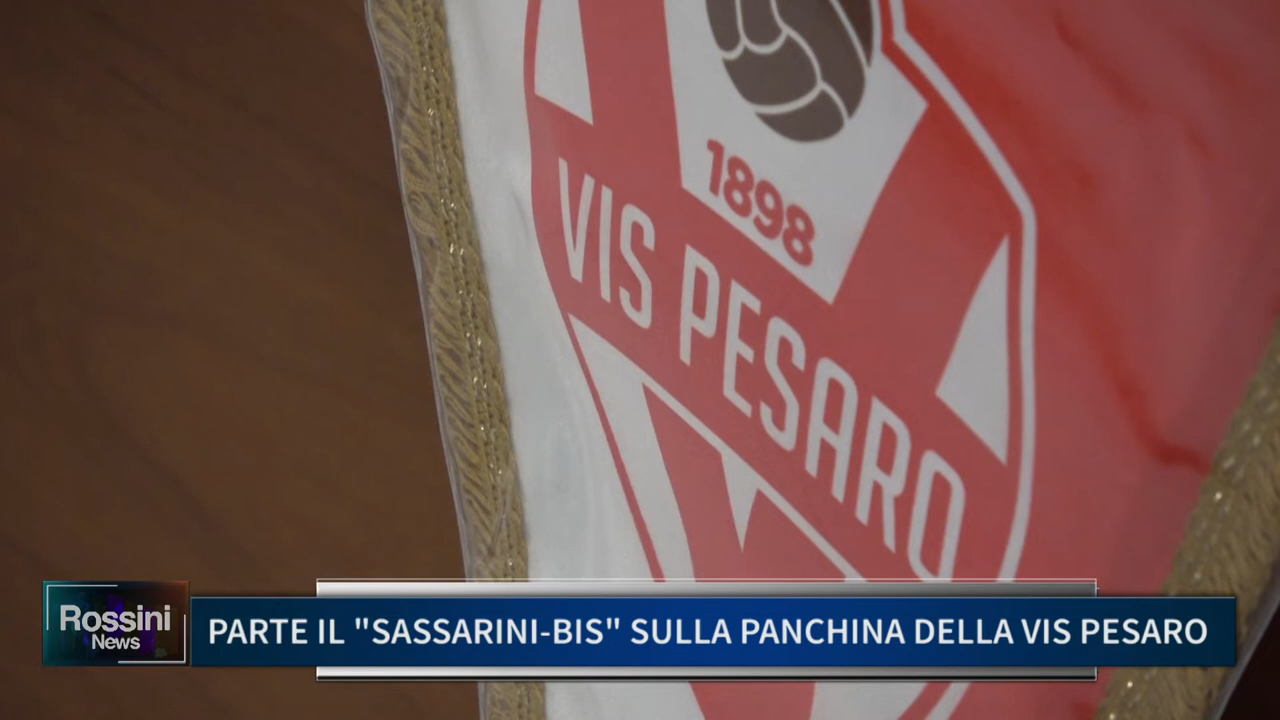 1898
VIS PESARO
Rossini
News
PARTE IL "SASSARINI-BIS" SULLA PANCHINA DELLA VIS PESARO